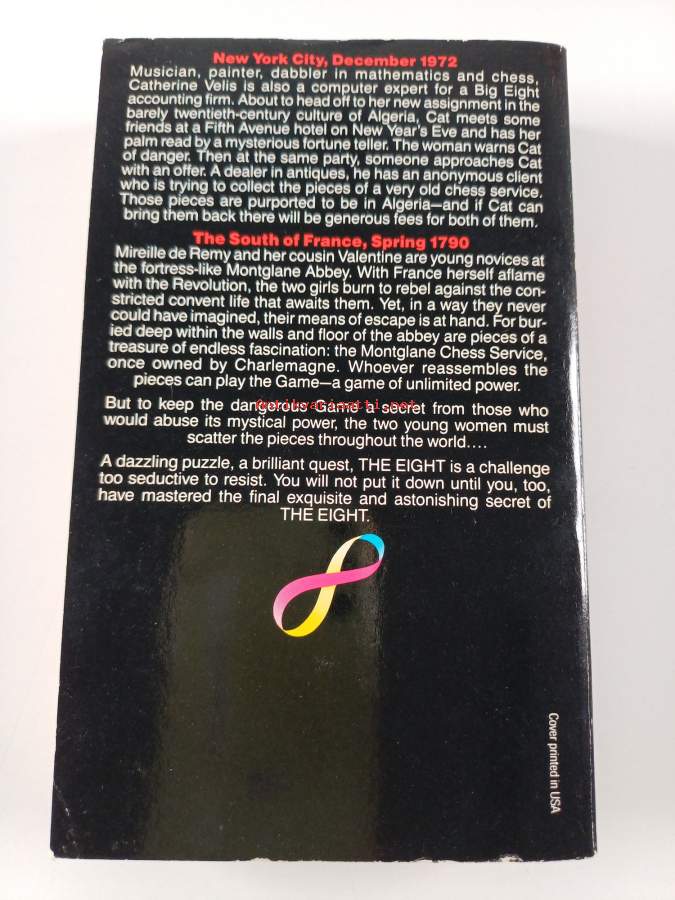 New York City, December 1972
Musician, painter, dabbler in mathematics and chess,
Catherine Velis is also a computer expert for a Big Eight
accounting firm. About to head off to her new assignment in the
barely twentieth-century culture of Algeria, Cat meets some
friends at a Fifth Avenue hotel on New Year's Eve and has her
palm read by a mysterious fortune teller. The woman warns Cat
of danger. Then at the same party, someone approaches Cat
with an offer. A dealer in antiques, he has an anonymous client
who is trying to collect the pieces of a very old chess service.
Those pieces are purported to be in Algeria—and if Cat can
bring them back there will be generous fees for both of them.
The South of France, Spring 1790
Mireille de Remy and her cousin Valentine are young novices at
the fortress-like Montglane Abbey. With France herself aflame
with the Revolution, the two girls burn to rebel against the con-
stricted convent life that awaits them. Yet, in a way they never
could have imagined, their means of escape is at hand. For bur-
ied deep within the walls and floor of the abbey are pieces of a
treasure of endless fascination: the Montglane Chess Service,
once owned by Charlemagne. Whoever reassembles the
pieces can play the Game—a game of unlimited power.
But to keep the dangerous Game a secret from those who
would abuse its mystical power, the two young women must
scatter the pieces throughout the world....
A dazzling puzzle, a brilliant quest, THE EIGHT is a challenge
too seductive to resist. You will not put it down until you, too,
have mastered the final exquisite and astonishing secret of
THE EIGHT.
Cover printed in USA